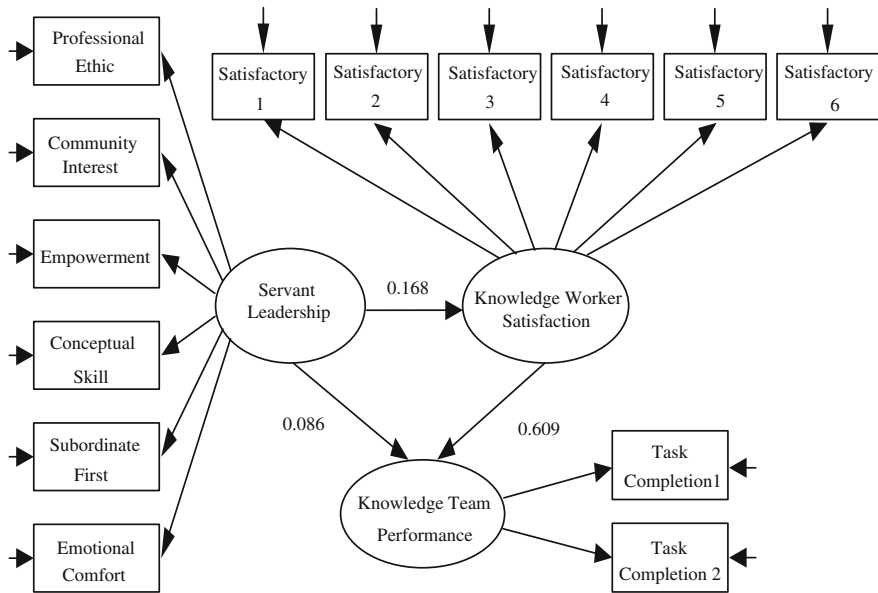 Professional
Ethic
Community
Interest
Empowerment
Conceptual
Skill
Subordinate
First
Emotional
Comfort
Satisfactory
1
Satisfactory
2
Satisfactory
3
Satisfactory
4
Satisfactory
5
Satisfactory
6
Servant
Leadership
0.168
Knowledge Worker
Satisfaction
0.086
0.609
Knowledge Team
Performance
Task
Completion1
Task
Completion 2